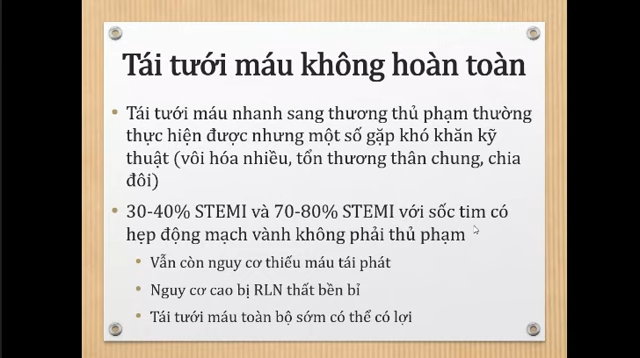 Tái tưới máu không hoàn toàn
• Tái tưới máu nhanh sang thương thủ phạm thường
thực hiện được nhưng một số gặp khó khăn kỹ
thuật (vôi hóa nhiều, tổn thương thân chung, chia
đôi)
• 30-40% STEMI và 70-80% STEMI với sốc tim có
hẹp động mạch vành không phải thủ phạm
• Vẫn còn nguy cơ thiếu máu tái phát
• Nguy cơ cao bị RLN thất bền bỉ
• Tái tưới máu toàn bộ sớm có thể có lợi